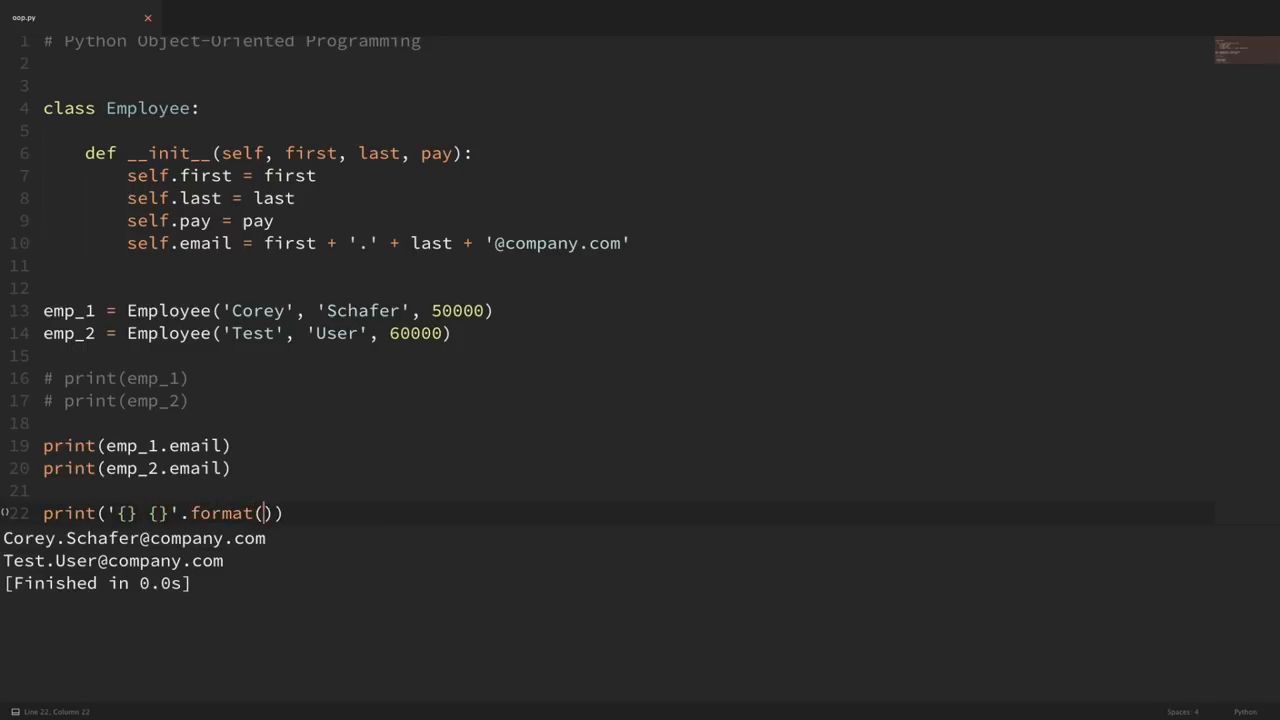 oop.py
1 # Python Object-Oriented Programming
2
3
4 class Employee:
5
6     def __init__(self, first, last, pay):
7         self.first = first
8         self.last = last
9         self.pay = pay
10         self.email = first + '.' + last + '@company.com'
11
12
13 emp_1 = Employee('Corey', 'Schafer', 50000)
14 emp_2 = Employee('Test', 'User', 60000)
15
16 # print(emp_1)
17 # print(emp_2)
18
19 print(emp_1.email)
20 print(emp_2.email)
21
22 print('{} {}'.format())
Corey.Schafer@company.com
Test.User@company.com
[Finished in 0.0s]
Line 22, Column 22
Spaces: 4
Python